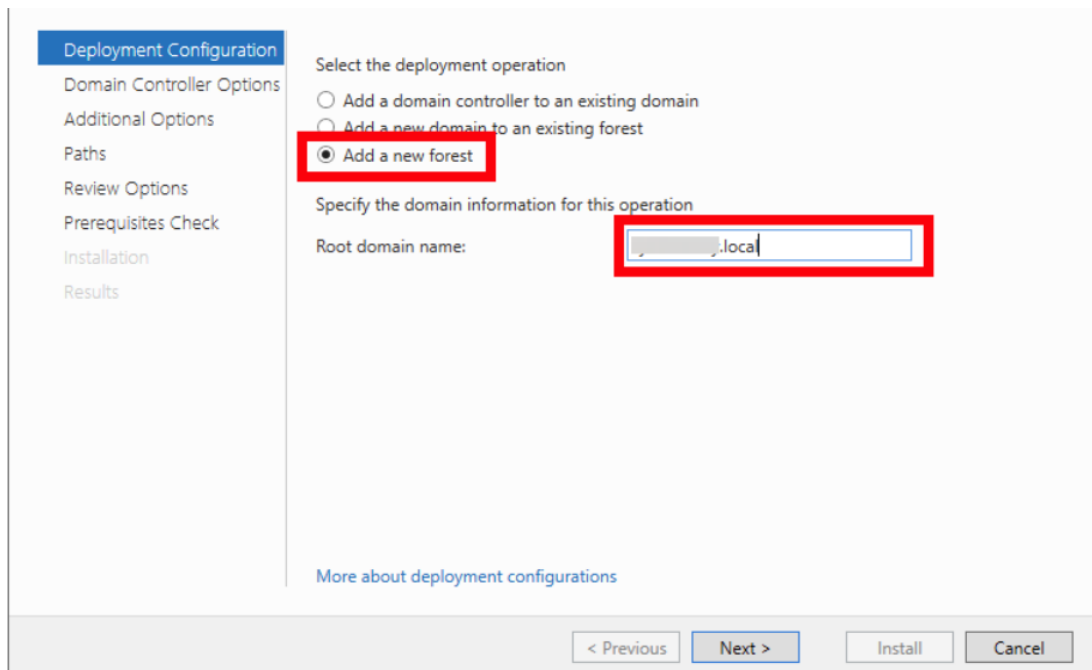 Deployment Configuration
Domain Controller Options
Additional Options
Paths
Review Options
Prerequisites Check
Installation
Results
Select the deployment operation
Add a domain controller to an existing domain
Add a new domain to an existing forest
Add a new forest
Specify the domain information for this operation
Root domain name:
.local
More about deployment configurations
< Previous
Next >
Install
Cancel